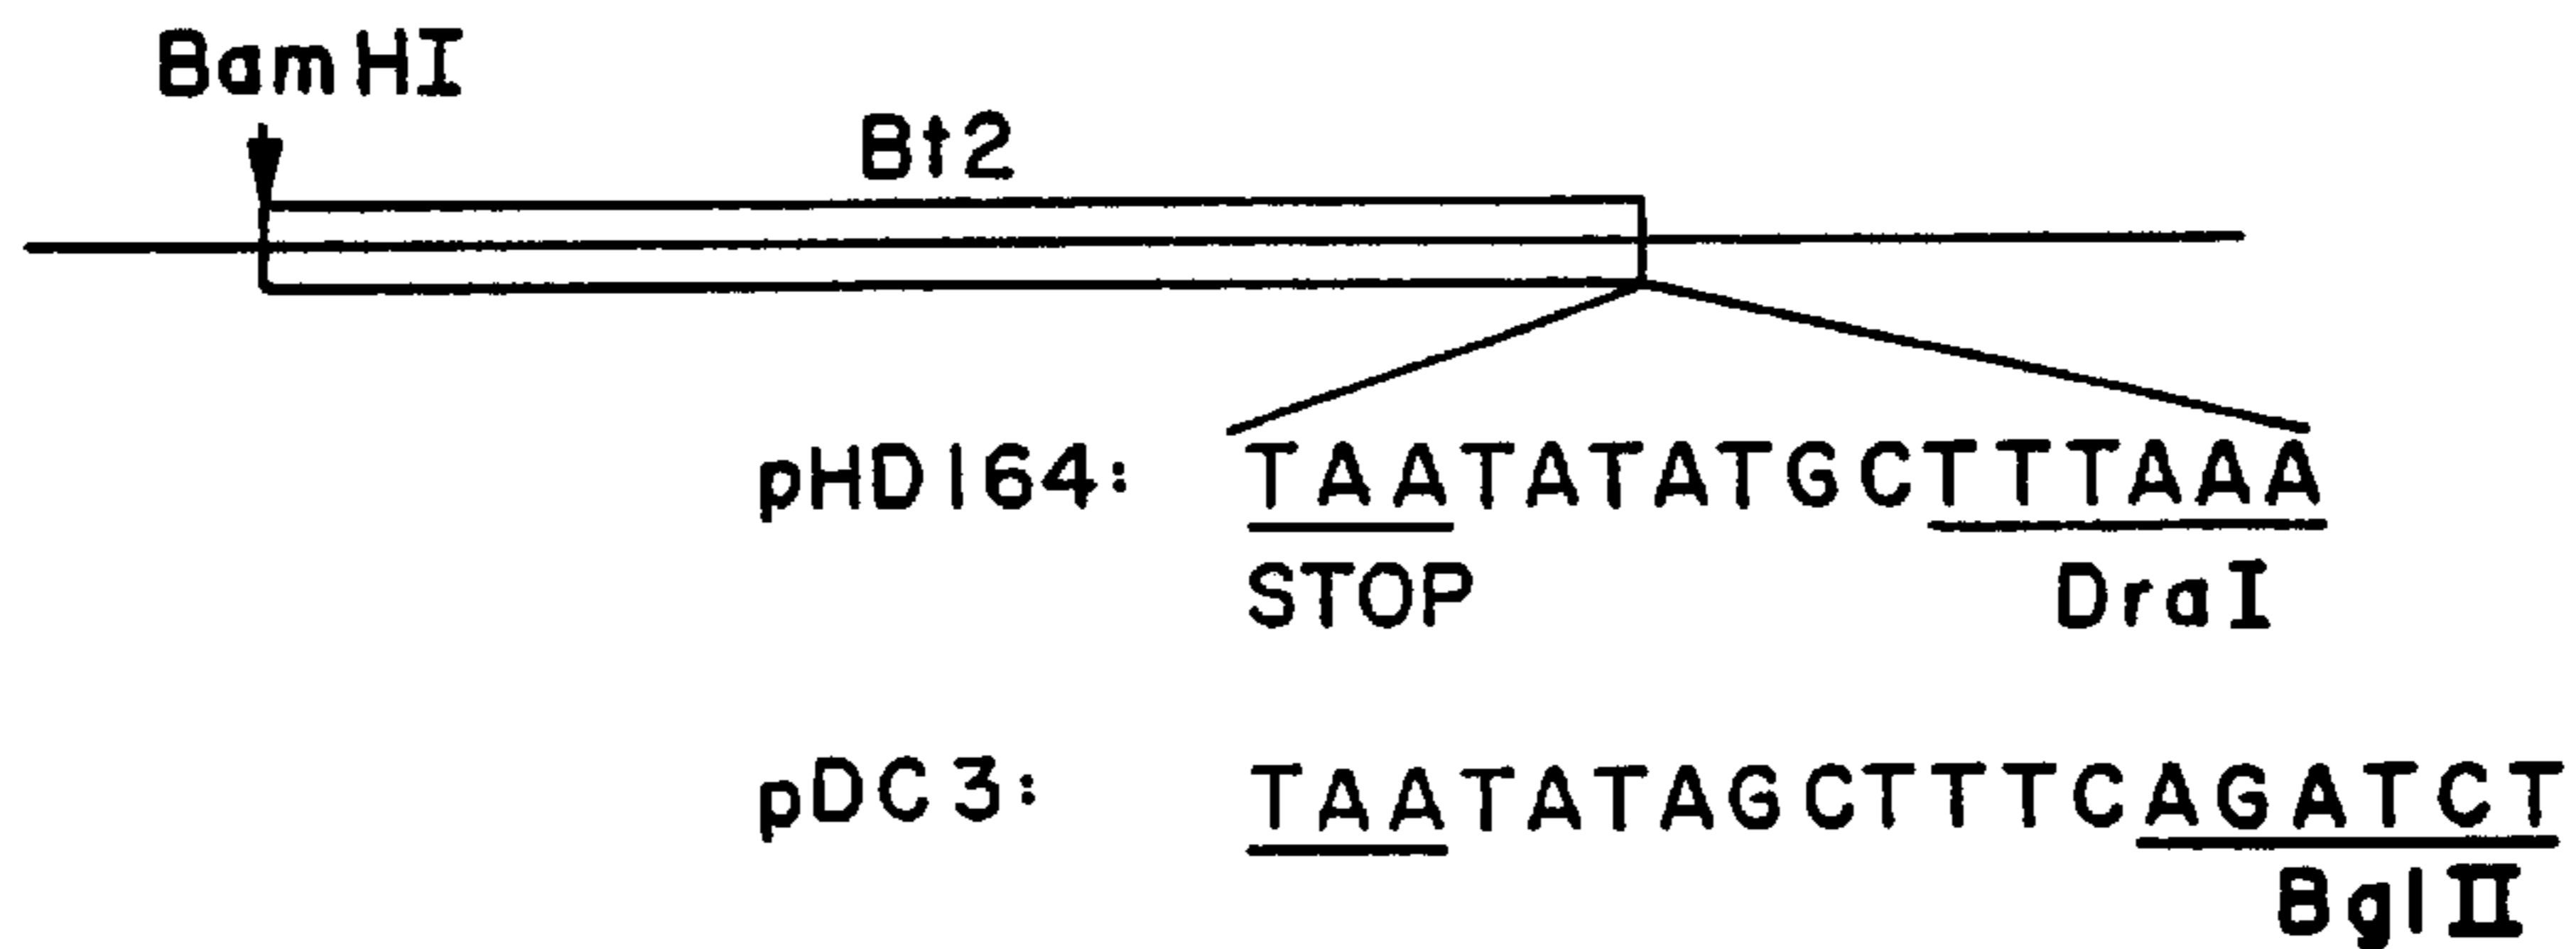 BamHI
Bt2
pHD164: TAATATATGCTTTAAA
STOP DraI
pDC3: TAATATAGCTTTCAGATCT
BglII